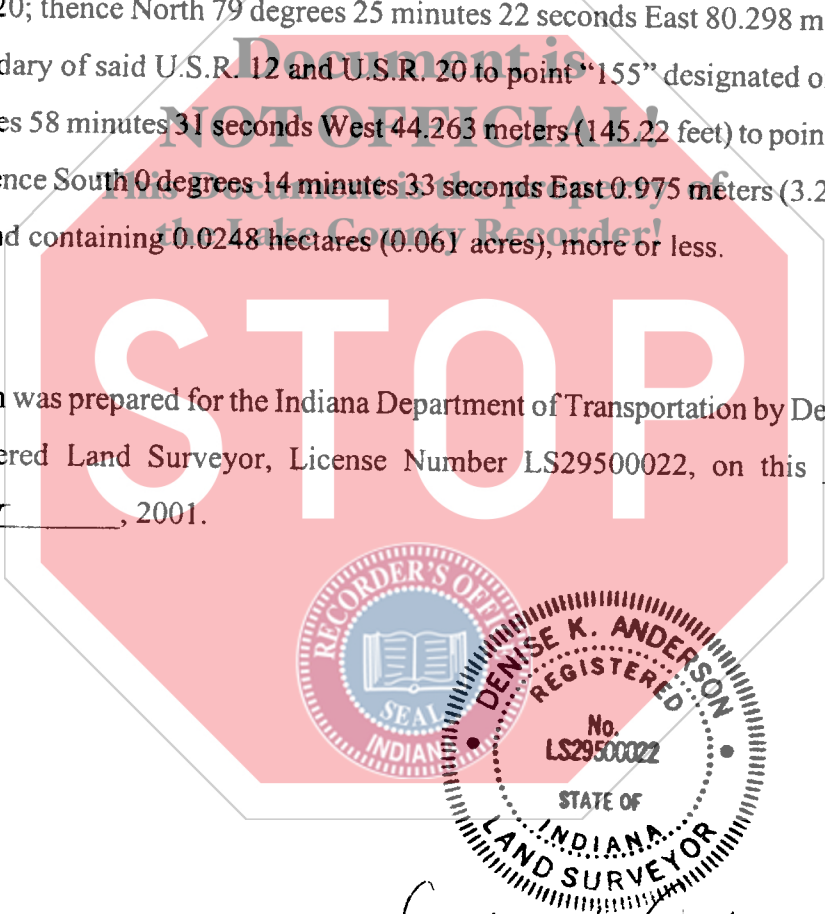 20; thence North 79 degrees 25 minutes 22 seconds East 80.298 m
Document is
dary of said U.S.R. 12 and U.S.R. 20 to point "155" designated o
NOT OFFICIAL!
es 58 minutes 31 seconds West 44.263 meters (145.22 feet) to poin
This Document is the property of
ence South 0 degrees 14 minutes 33 seconds East 0.975 meters (3.2
the Lake County Recorder!
d containing 0.0248 hectares (0.061 acres), more or less.
STOP
n was prepared for the Indiana Department of Transportation by De
ered Land Surveyor, License Number LS29500022, on this
, 2001.
RECORDER'S OFFI
SEAL
INDIAN
DENISE K. ANDERSON
REGISTERED
No.
LS29500022
STATE OF
INDIANA
LAND SURVEYOR